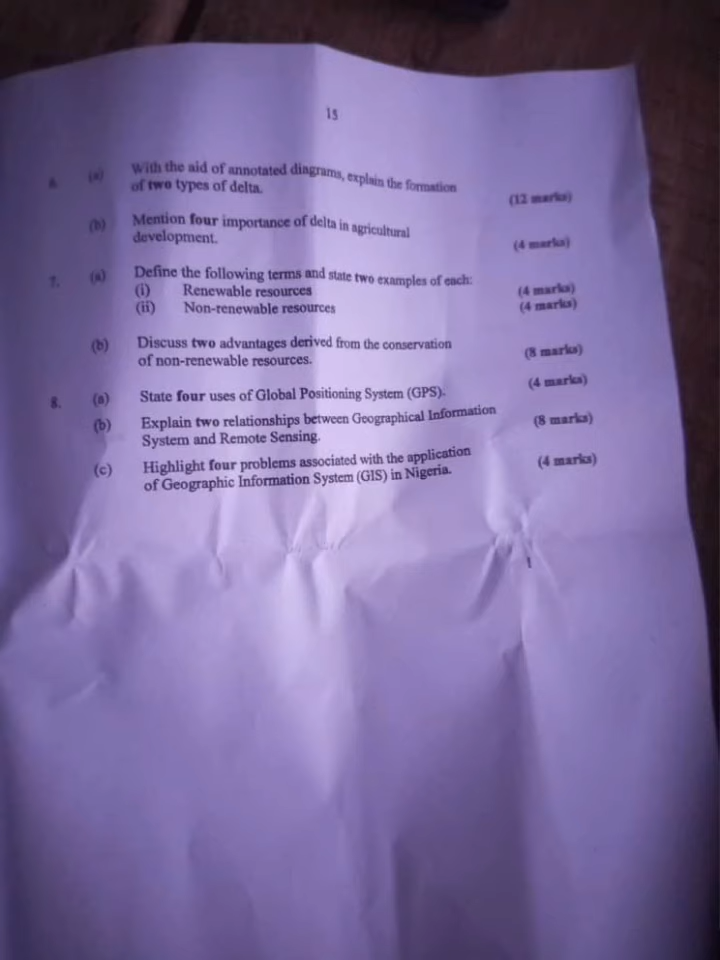 15
6. (a) With the aid of annotated diagrams, explain the formation
of two types of delta. (12 marks)
(b) Mention four importance of delta in agricultural
development. (4 marks)
7. (a) Define the following terms and state two examples of each:
(i) Renewable resources (4 marks)
(ii) Non-renewable resources (4 marks)
(b) Discuss two advantages derived from the conservation
of non-renewable resources. (8 marks)
8. (a) State four uses of Global Positioning System (GPS). (4 marks)
(b) Explain two relationships between Geographical Information
System and Remote Sensing. (8 marks)
(c) Highlight four problems associated with the application
of Geographic Information System (GIS) in Nigeria. (4 marks)